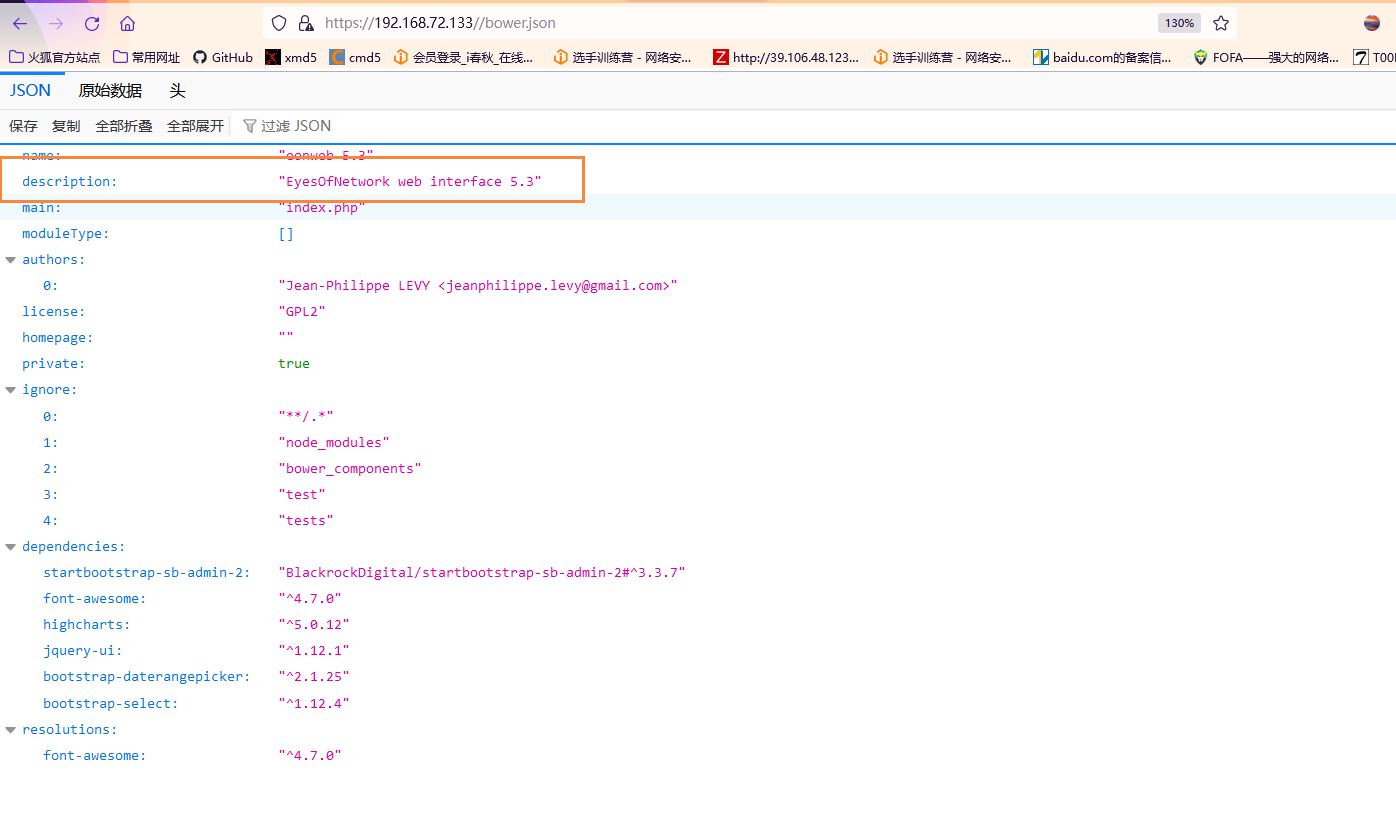 https://192.168.72.133//bower.json 130%
火狐官方站点 常用网址 GitHub xmd5 cmd5 会员登录_i春秋_在线... 选手训练营 - 网络安... http://39.106.48.123... 选手训练营 - 网络安... baidu.com的备案信... FOFA——强大的网络... T00l
JSON 原始数据 头
保存 复制 全部折叠 全部展开 过滤 JSON
name: "eonweb 5.3"
description: "EyesOfNetwork web interface 5.3"
main: "index.php"
moduleType: []
authors:
0: "Jean-Philippe LEVY <jeanphilippe.levy@gmail.com>"
license: "GPL2"
homepage: ""
private: true
ignore:
0: "**/.*"
1: "node_modules"
2: "bower_components"
3: "test"
4: "tests"
dependencies:
startbootstrap-sb-admin-2: "BlackrockDigital/startbootstrap-sb-admin-2#^3.3.7"
font-awesome: "^4.7.0"
highcharts: "^5.0.12"
jquery-ui: "^1.12.1"
bootstrap-daterangepicker: "^2.1.25"
bootstrap-select: "^1.12.4"
resolutions:
font-awesome: "^4.7.0"